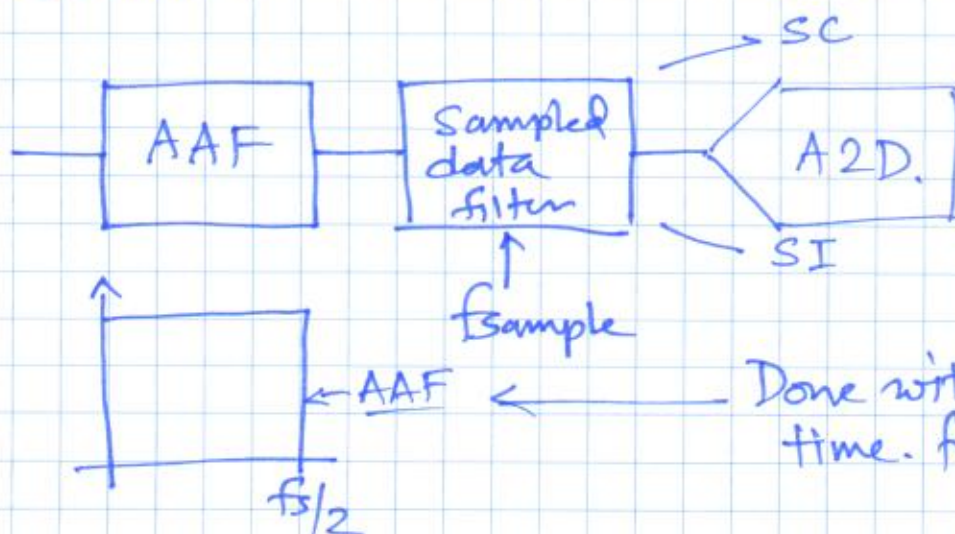 SC
AAF
Sampled
data
filter
A2D.
SI
fsample
AAF
Done
time.
fs/2